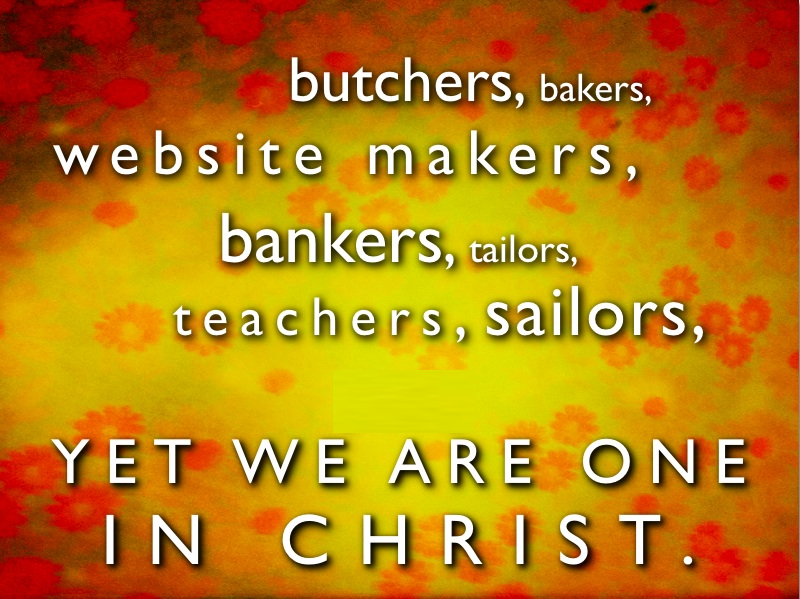 butchers, bakers,
website makers,
bankers, tailors,
teachers, sailors,
YET WE ARE ONE
IN CHRIST.